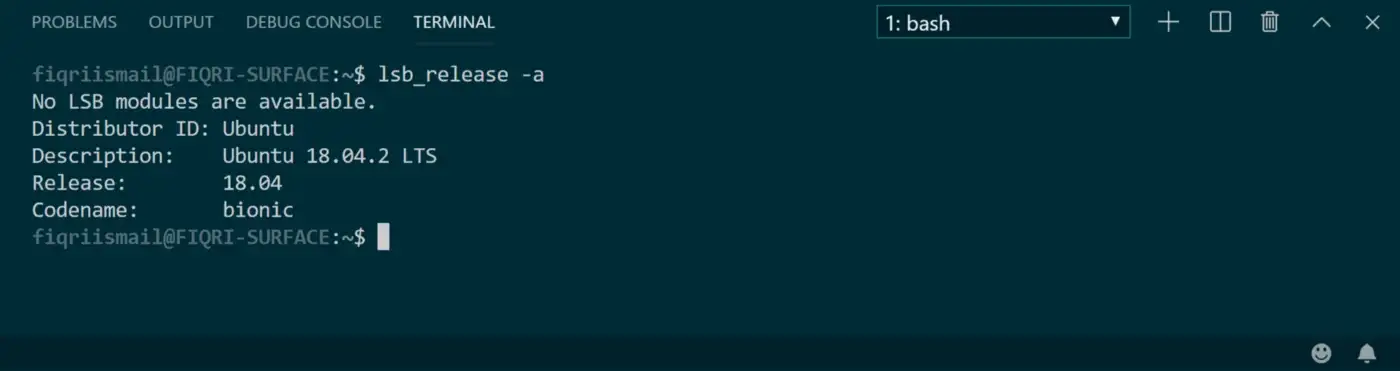 PROBLEMS OUTPUT DEBUG CONSOLE TERMINAL 1: bash
fiqriismail@FIQRI-SURFACE:~$ lsb_release -a
No LSB modules are available.
Distributor ID: Ubuntu
Description: Ubuntu 18.04.2 LTS
Release: 18.04
Codename: bionic
fiqriismail@FIQRI-SURFACE:~$